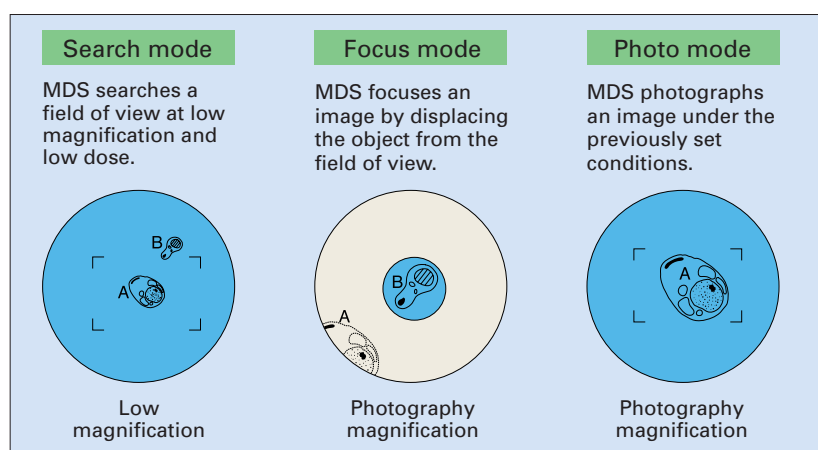 Search mode
MDS searches a
field of view at low
magnification and
low dose.
B
A
Low
magnification
Focus mode
MDS focuses an
image by displacing
the object from the
field of view.
B
A
Photography
magnification
Photo mode
MDS photographs
an image under the
previously set
conditions.
A
Photography
magnification